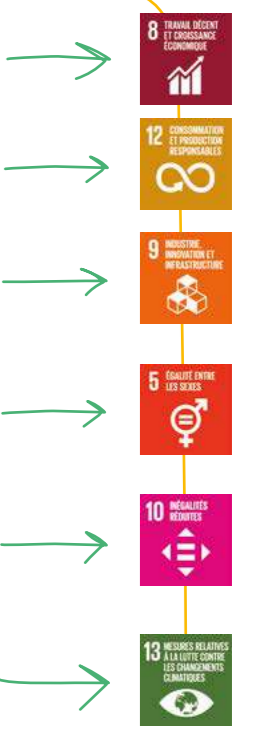 8 TRAVAIL DÉCENT
ET CROISSANCE
ÉCONOMIQUE
12 CONSOMMATION
ET PRODUCTION
RESPONSABLES
9 INDUSTRIE,
INNOVATION ET
INFRASTRUCTURE
5 ÉGALITÉ ENTRE
LES SEXES
10 INÉGALITÉS
RÉDUITES
13 MESURES RELATIVES
À LA LUTTE CONTRE
LES CHANGEMENTS
CLIMATIQUES